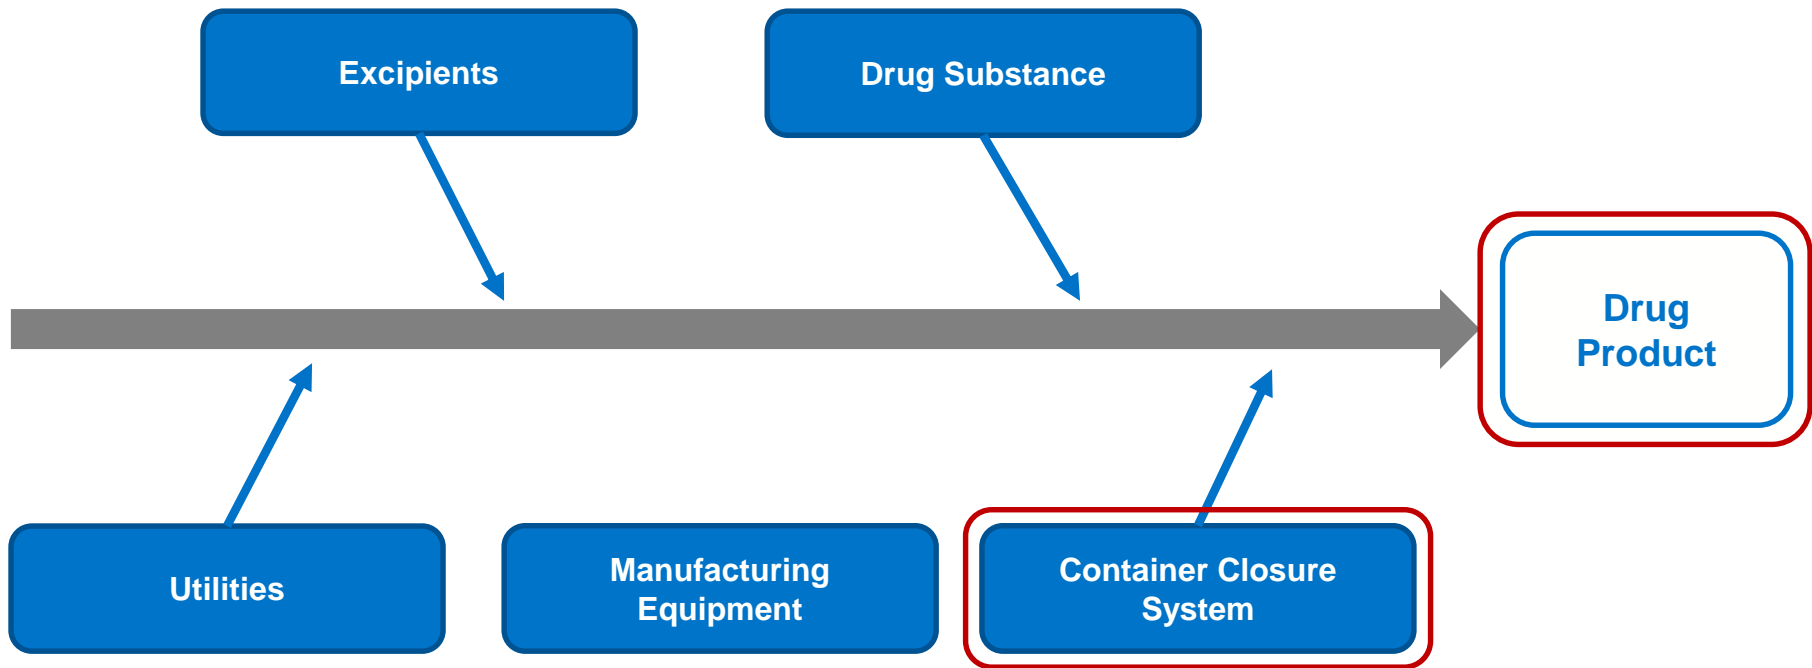 Excipients
Drug Substance
Drug
Product
Utilities
Manufacturing
Equipment
Container Closure
System